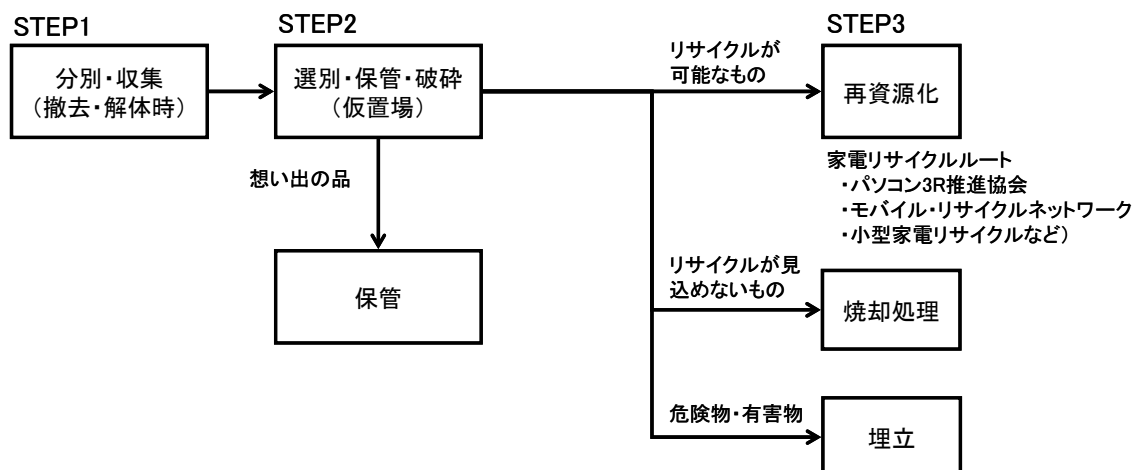 STEP1
分別・収集
(撤去・解体時)
STEP2
選別・保管・破砕
(仮置場)
想い出の品
保管
リサイクルが
可能なもの
STEP3
再資源化
家電リサイクルルート
・パソコン3R推進協会
・モバイル・リサイクルネットワーク
・小型家電リサイクルなど)
リサイクルが見
込めないもの
焼却処理
危険物・有害物
埋立